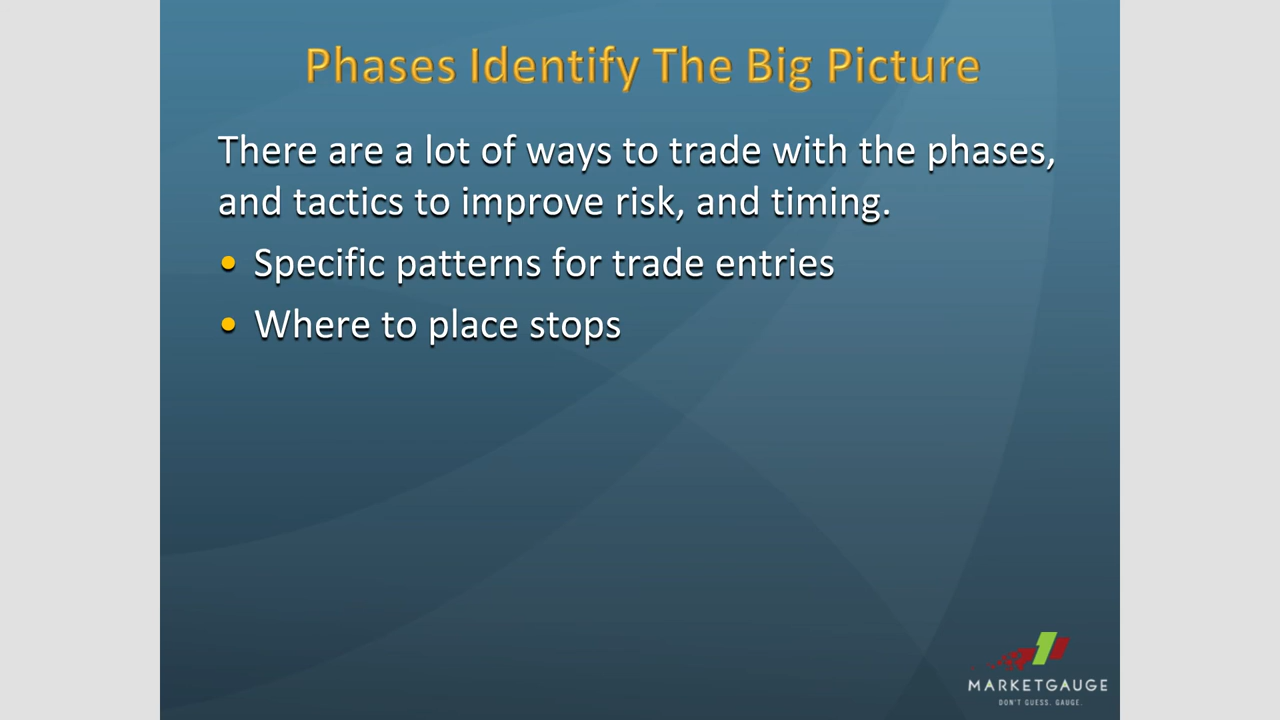 Phases Identify The Big Picture
There are a lot of ways to trade with the phases,
and tactics to improve risk, and timing.
• Specific patterns for trade entries
• Where to place stops
MARKETGAUGE
DON'T GUESS. GAUGE.